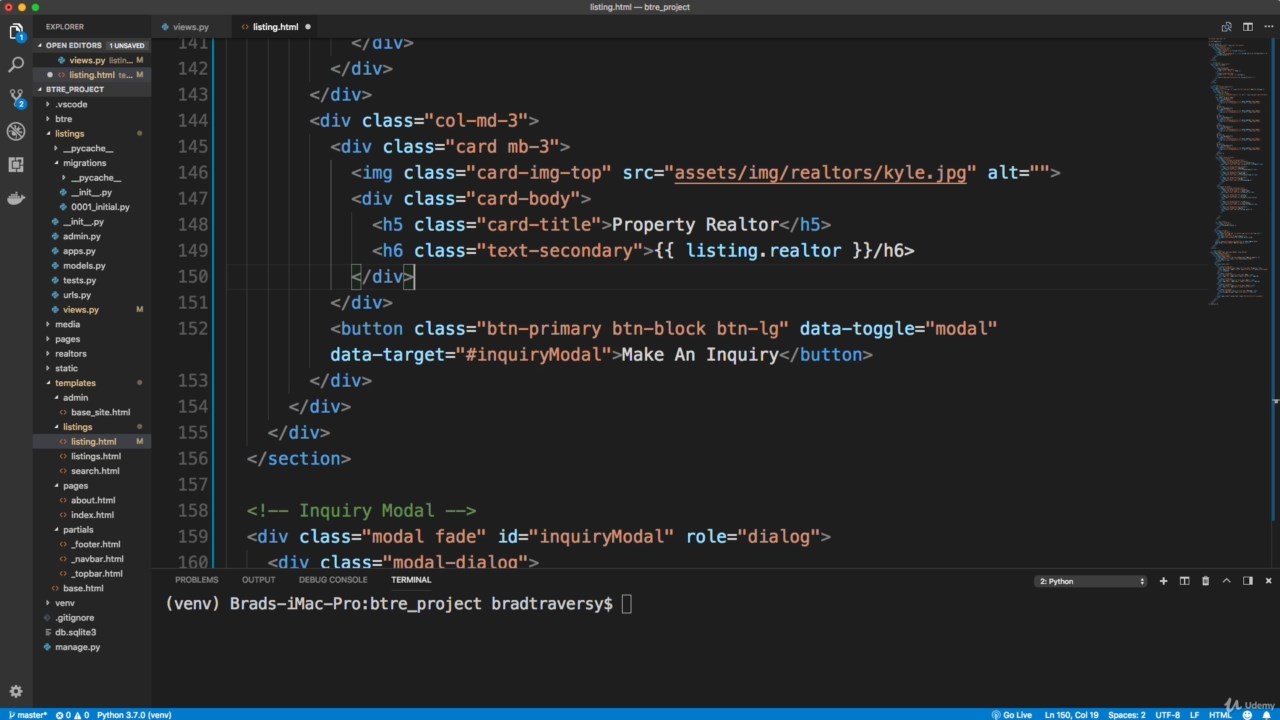 listing.html — btre_project
EXPLORER
OPEN EDITORS 1 UNSAVED
views.py listin... M
listing.html te... M
BTRE_PROJECT
.vscode
btre
listings
__pycache__
migrations
__pycache__
__init__.py
0001_initial.py
__init__.py
admin.py
apps.py
models.py
tests.py
urls.py
views.py M
media
pages
realtors
static
templates
admin
base_site.html
listings
listing.html M
listings.html
search.html
pages
about.html
index.html
partials
_footer.html
_navbar.html
_topbar.html
base.html
venv
.gitignore
db.sqlite3
manage.py
views.py listing.html
141 </div>
142 </div>
143 </div>
144 <div class="col-md-3">
145 <div class="card mb-3">
146 <img class="card-img-top" src="assets/img/realtors/kyle.jpg" alt="">
147 <div class="card-body">
148 <h5 class="card-title">Property Realtor</h5>
149 <h6 class="text-secondary">{{ listing.realtor }}/h6>
150 </div>
151 </div>
152 <button class="btn-primary btn-block btn-lg" data-toggle="modal"
data-target="#inquiryModal">Make An Inquiry</button>
153 </div>
154 </div>
155 </div>
156 </section>
157
158 <!-- Inquiry Modal -->
159 <div class="modal fade" id="inquiryModal" role="dialog">
160 <div class="modal-dialog">
PROBLEMS OUTPUT DEBUG CONSOLE TERMINAL 2: Python
(venv) Brads-iMac-Pro:btre_project bradtraversy$
1
2
master* 0 0 Python 3.7.0 (venv) Go Live Ln 150, Col 19 Spaces: 2 UTF-8 LF HTML
Udemy